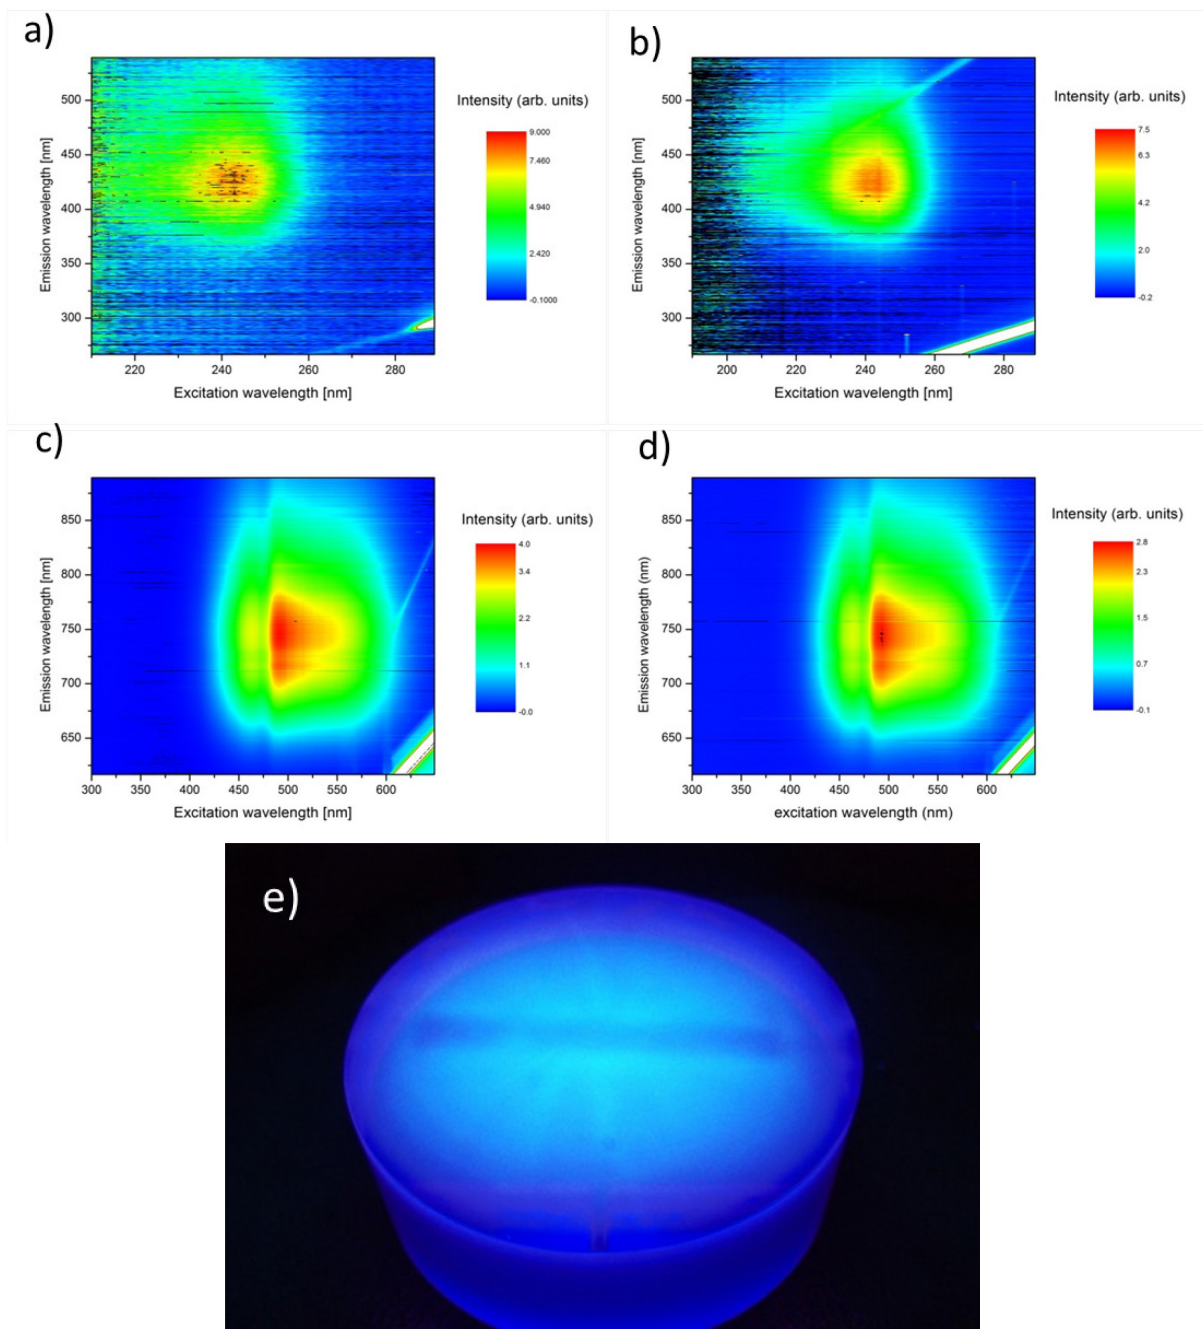 a)
Intensity (arb. units)
9.000
7.460
4.940
2.420
-0.1000
Emission wavelength [nm]
500
450
400
350
300
220 240 260 280
Excitation wavelength [nm]
b)
Intensity (arb. units)
7.5
6.3
4.2
2.0
-0.2
Emission wavelength [nm]
500
450
400
350
300
200 220 240 260 280
Excitation wavelength [nm]
c)
Intensity (arb. units)
4.0
3.3
2.2
1.1
-0.0
Emission wavelength [nm]
850
800
750
700
650
300 350 400 450 500 550 600
Excitation wavelength [nm]
d)
Intensity (arb. units)
2.8
2.3
1.5
0.7
-0.1
Emission wavelength (nm)
850
800
750
700
650
300 350 400 450 500 550 600
excitation wavelength (nm)
e)